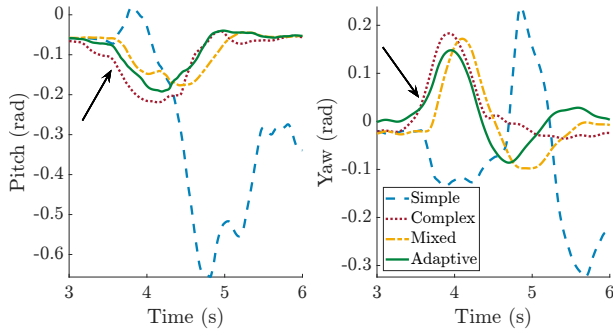 0
-0.1
-0.2
-0.3
-0.4
-0.5
-0.6
Pitch (rad)
3
4
5
6
Time (s)
0.2
0.1
0
-0.1
-0.2
-0.3
Yaw (rad)
Simple
Complex
Mixed
Adaptive
3
4
5
6
Time (s)